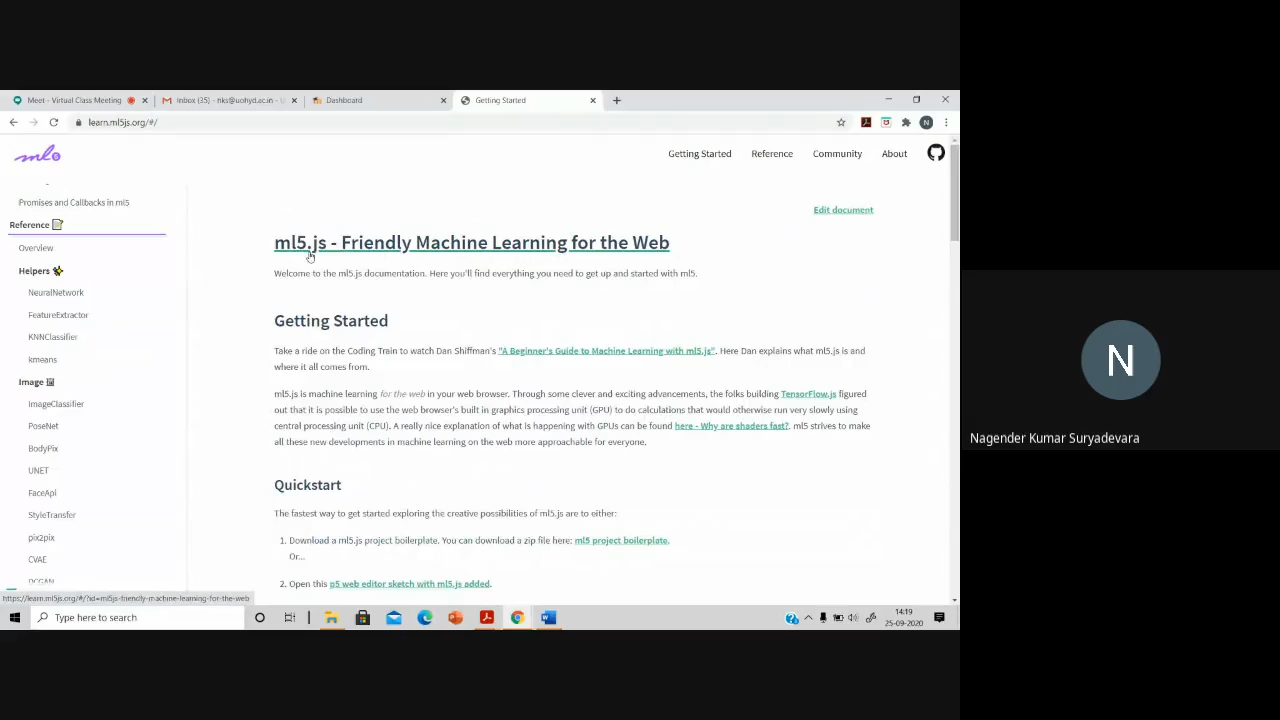 Meet - Virtual Class Meeting
Inbox (35) - nks@uohyd.ac.in - U
Dashboard
Getting Started
learn.ml5js.org/#/
N
ml5
Getting Started
Reference
Community
About
Promises and Callbacks in ml5
Reference
Overview
Helpers
NeuralNetwork
FeatureExtractor
KNNClassifier
kmeans
Image
ImageClassifier
PoseNet
BodyPix
UNET
FaceApi
StyleTransfer
pix2pix
CVAE
DCGAN
Edit document
ml5.js - Friendly Machine Learning for the Web
Welcome to the ml5.js documentation. Here you'll find everything you need to get up and started with ml5.
Getting Started
Take a ride on the Coding Train to watch Dan Shiffman's "A Beginner's Guide to Machine Learning with ml5.js". Here Dan explains what ml5.js is and
where it all comes from.
ml5.js is machine learning for the web in your web browser. Through some clever and exciting advancements, the folks building TensorFlow.js figured
out that it is possible to use the web browser's built in graphics processing unit (GPU) to do calculations that would otherwise run very slowly using
central processing unit (CPU). A really nice explanation of what is happening with GPUs can be found here - Why are shaders fast?. ml5 strives to make
all these new developments in machine learning on the web more approachable for everyone.
Quickstart
The fastest way to get started exploring the creative possibilities of ml5.js are to either:
1. Download a ml5.js project boilerplate. You can download a zip file here: ml5 project boilerplate.
Or...
2. Open this p5 web editor sketch with ml5.js added.
https://learn.ml5js.org/#/?id=ml5js-friendly-machine-learning-for-the-web
Type here to search
14:19
25-09-2020
N
Nagender Kumar Suryadevara